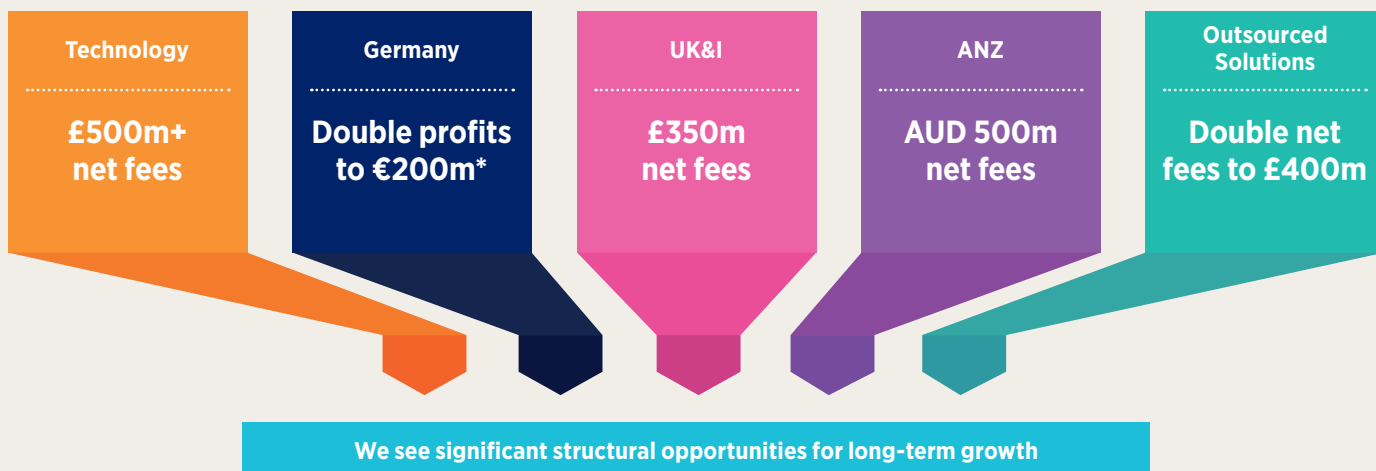 Technology
£500m+
net fees
Germany
Double profits
to €200m*
UK&I
£350m
net fees
ANZ
AUD 500m
net fees
Outsourced
Solutions
Double net
fees to £400m
We see significant structural opportunities for long-term growth